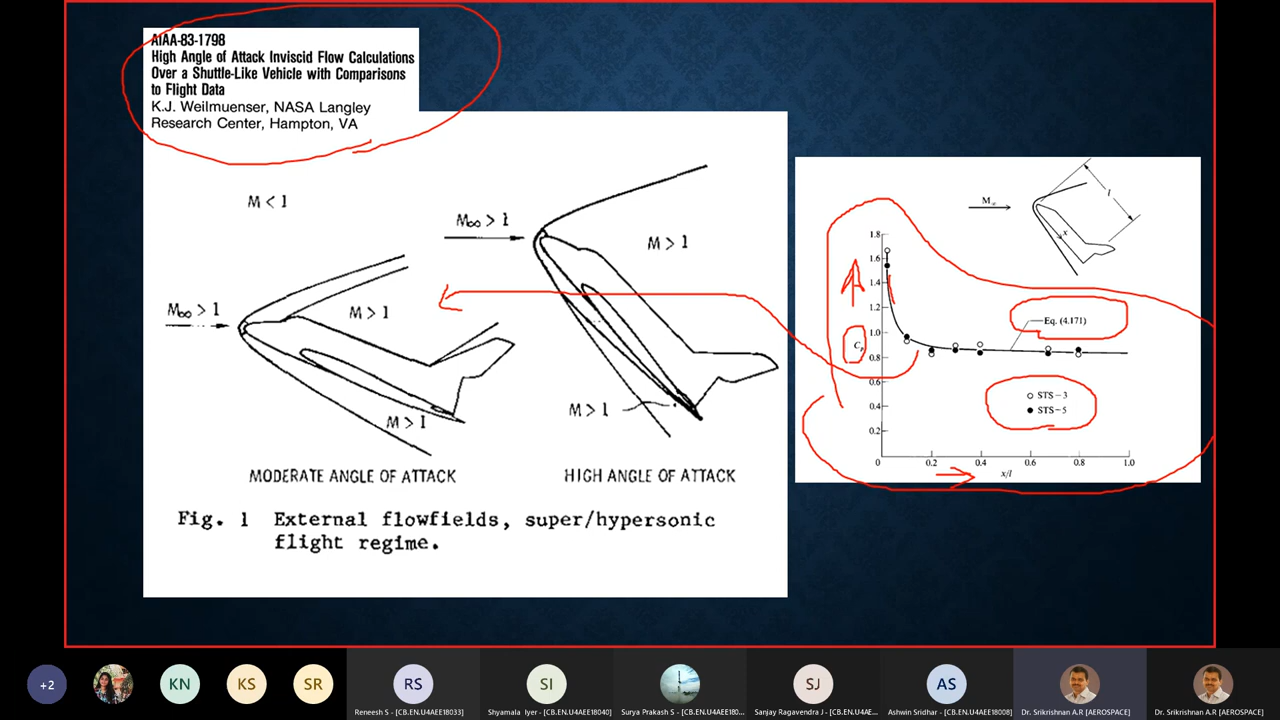 AIAA-83-1798
High Angle of Attack Inviscid Flow Calculations
Over a Shuttle-Like Vehicle with Comparisons
to Flight Data
K.J. Weilmuenser, NASA Langley
Research Center, Hampton, VA
M < 1
M∞ > 1
M > 1
M∞ > 1
M > 1
M > 1
M > 1
MODERATE ANGLE OF ATTACK
HIGH ANGLE OF ATTACK
Fig. 1 External flowfields, super/hypersonic
flight regime.
M∞
l
x
1.8
1.6
1.4
1.2
1.0
Cp
0.8
0.6
0.4
0.2
0
0.2
0.4
0.6
0.8
1.0
x/l
Eq. (4.171)
STS-3
STS-5
+2
KN
KS
SR
RS
SI
SJ
AS
Reneesh S - [CB.EN.U4AEE18033]
Shyamala Iyer - [CB.EN.U4AEE18040]
Surya Prakash S - [CB.EN.U4AEE180...
Sanjay Ragavendra J - [CB.EN.U4AE...
Ashwin Sridhar - [CB.EN.U4AEE18008]
Dr. Srikrishnan A.R [AEROSPACE]
Dr. Srikrishnan A.R [AEROSPACE]